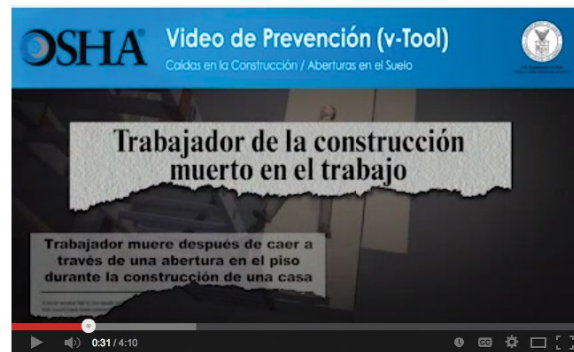 OSHA®
Video de Prevención (v-Tool)
Caídas en la Construcción / Aberturas en el Suelo
Trabajador de la construcción
muerto en el trabajo
Trabajador muere después de caer a
través de una abertura en el piso
durante la construcción de una casa
0:31 / 4:10
CC